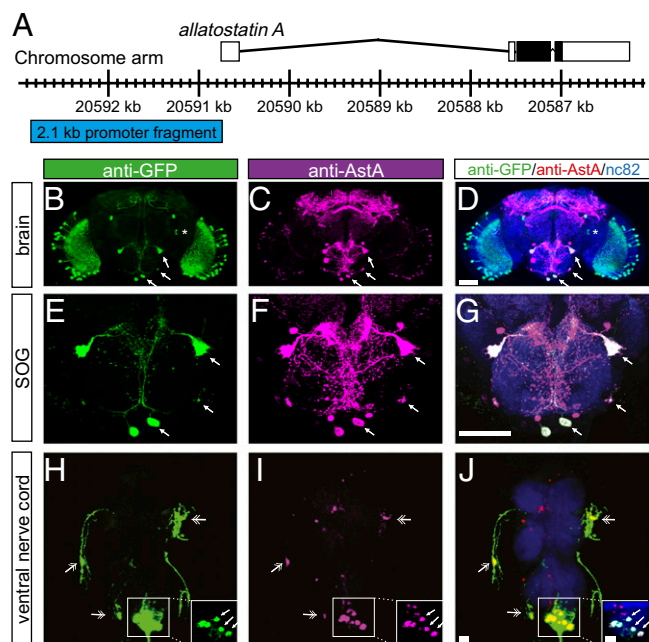 A
allatostatin A
Chromosome arm
20592 kb 20591 kb 20590 kb 20589 kb 20588 kb 20587 kb
2.1 kb promoter fragment
anti-GFP anti-AstA anti-GFP/anti-AstA/nc82
brain
B C D
* *
SOG
E F G
ventral nerve cord
H I J